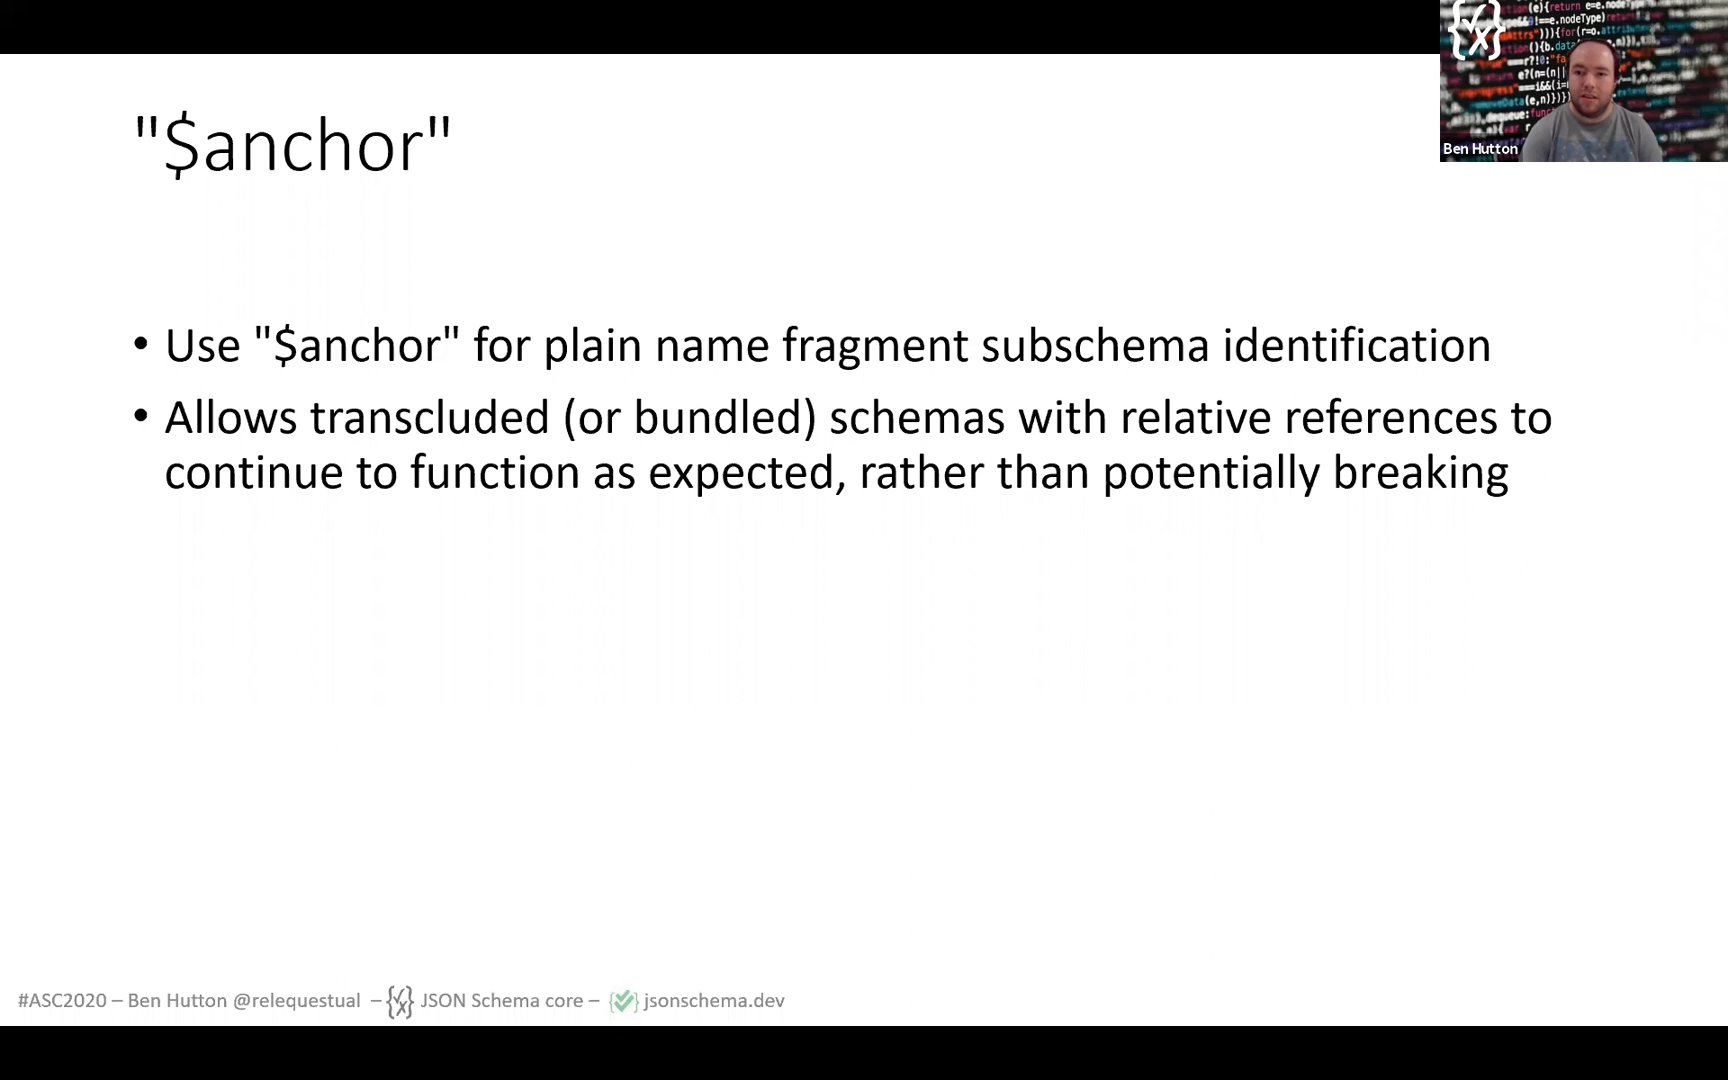 "$anchor"
• Use "$anchor" for plain name fragment subschema identification
• Allows transcluded (or bundled) schemas with relative references to
continue to function as expected, rather than potentially breaking
Ben Hutton
#ASC2020 – Ben Hutton @relequestual – JSON Schema core – jsonschema.dev